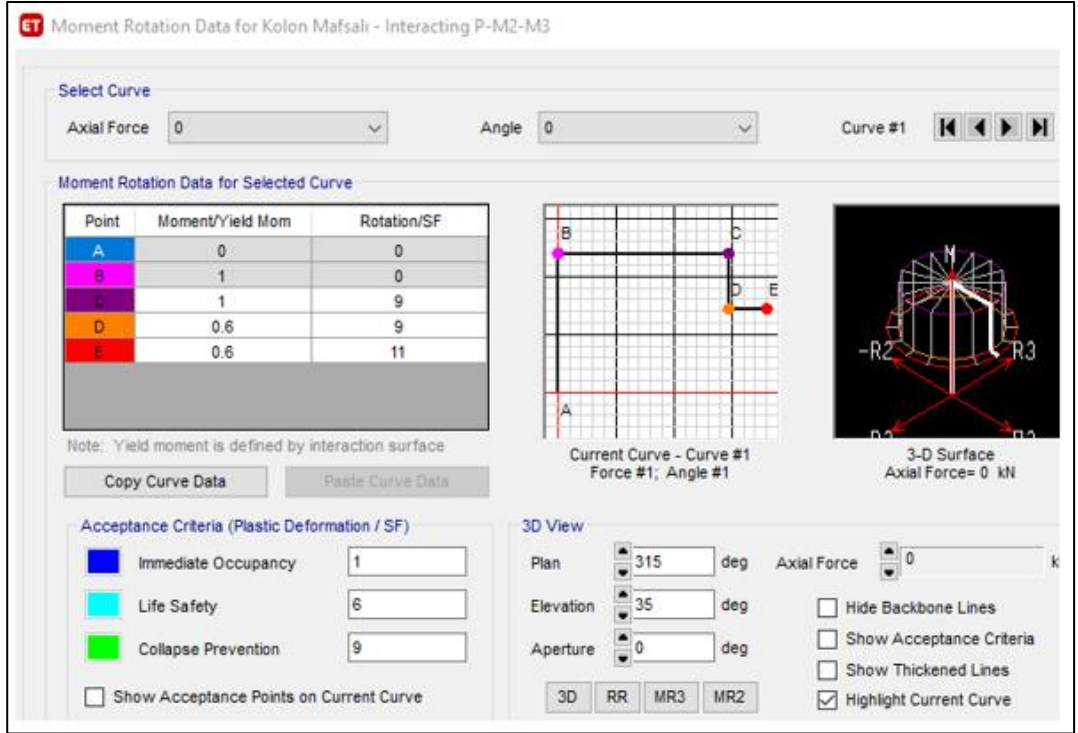 ET Moment Rotation Data for Kolon Mafsalı - Interacting P-M2-M3
Select Curve
Axial Force 0 Angle 0 Curve #1
Moment Rotation Data for Selected Curve
Point Moment/Yield Mom Rotation/SF
A 0 0
B 1 0
C 1 9
D 0.6 9
E 0.6 11
Note: Yield moment is defined by interaction surface
Copy Curve Data Paste Curve Data
B C
D E
A
Current Curve - Curve #1
Force #1; Angle #1
M
-R2 R3
3-D Surface
Axial Force= 0 kN
Acceptance Criteria (Plastic Deformation / SF)
Immediate Occupancy 1
Life Safety 6
Collapse Prevention 9
Show Acceptance Points on Current Curve
3D View
Plan 315 deg Axial Force 0 k
Elevation 35 deg
Aperture 0 deg
Hide Backbone Lines
Show Acceptance Criteria
Show Thickened Lines
Highlight Current Curve
3D RR MR3 MR2